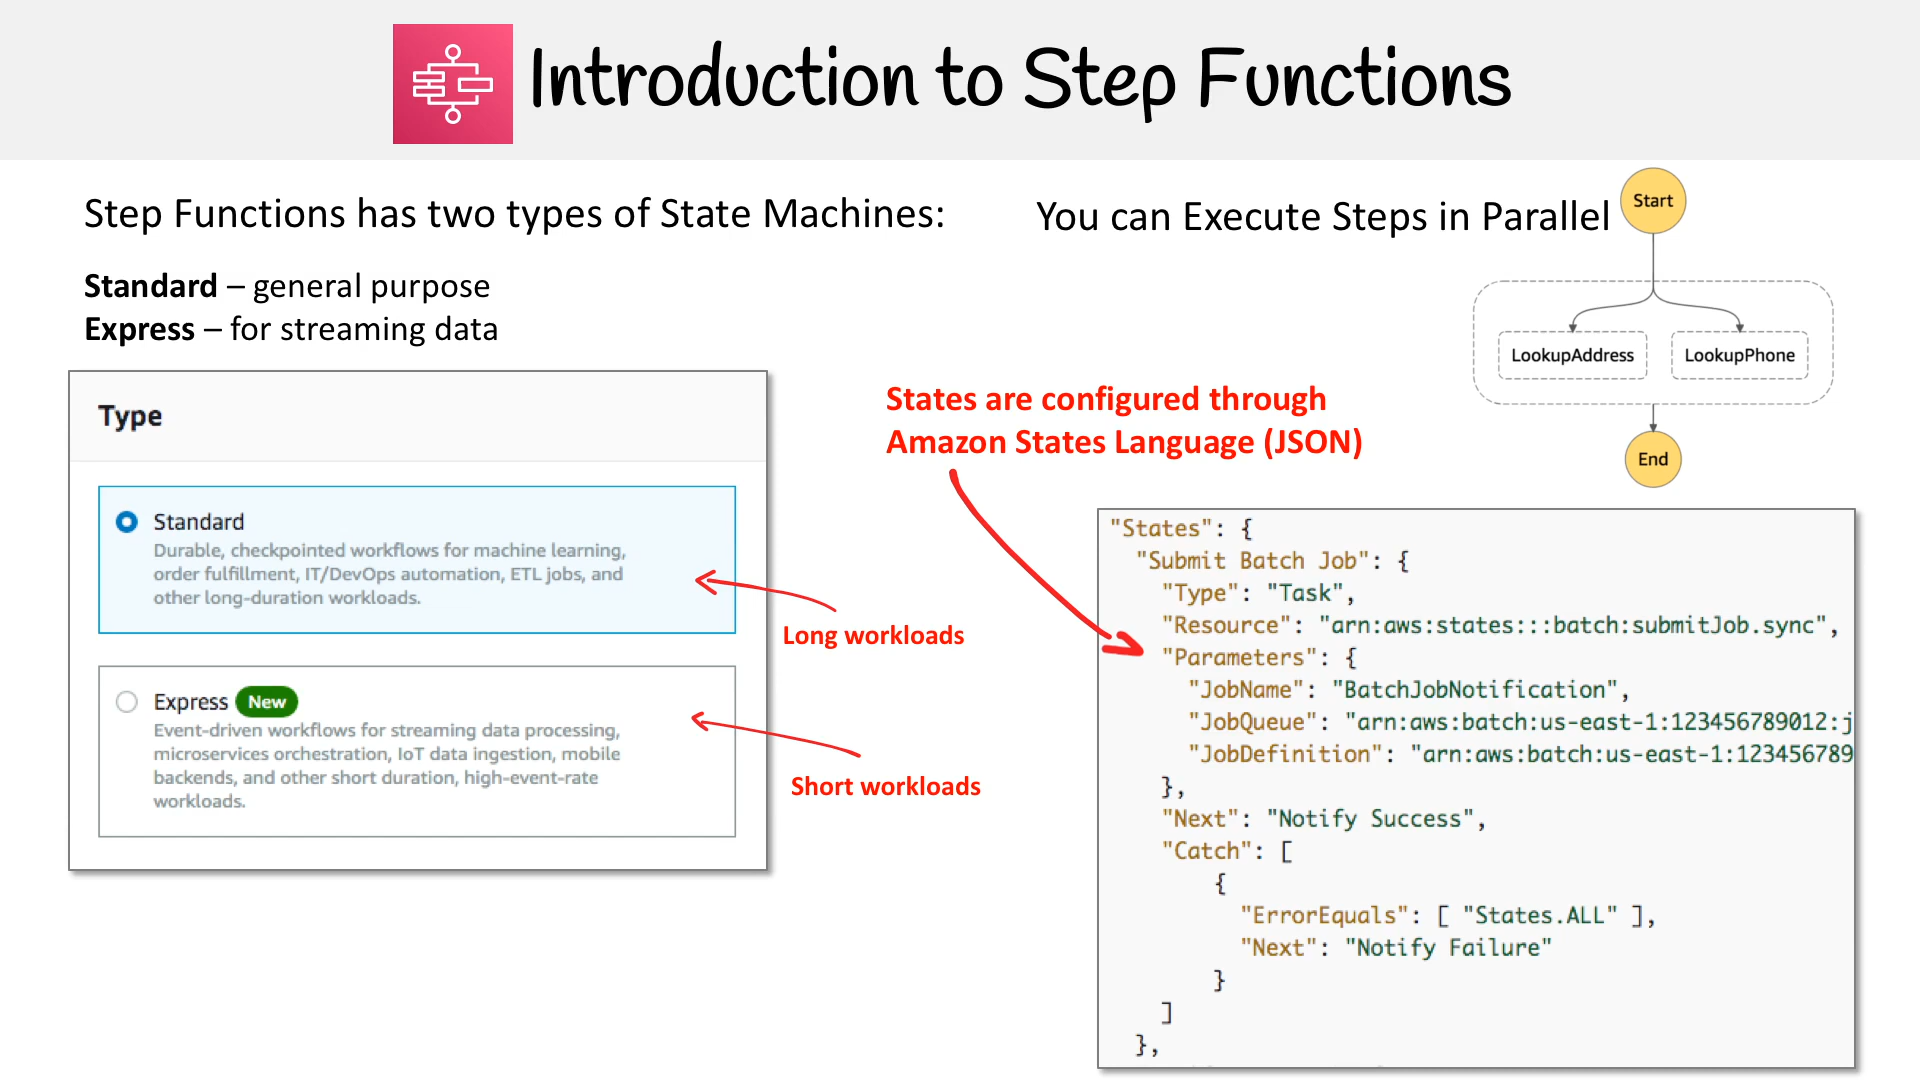 Introduction to Step Functions
Step Functions has two types of State Machines:
Standard – general purpose
Express – for streaming data
Type
Standard
Durable, checkpointed workflows for machine learning,
order fulfillment, IT/DevOps automation, ETL jobs, and
other long-duration workloads.
Express New
Event-driven workflows for streaming data processing,
microservices orchestration, IoT data ingestion, mobile
backends, and other short duration, high-event-rate
workloads.
Long workloads
Short workloads
You can Execute Steps in Parallel
Start
LookupAddress
LookupPhone
End
States are configured through
Amazon States Language (JSON)
"States": {
"Submit Batch Job": {
"Type": "Task",
"Resource": "arn:aws:states:::batch:submitJob.sync",
"Parameters": {
"JobName": "BatchJobNotification",
"JobQueue": "arn:aws:batch:us-east-1:123456789012:j
"JobDefinition": "arn:aws:batch:us-east-1:123456789
},
"Next": "Notify Success",
"Catch": [
{
"ErrorEquals": [ "States.ALL" ],
"Next": "Notify Failure"
}
]
},